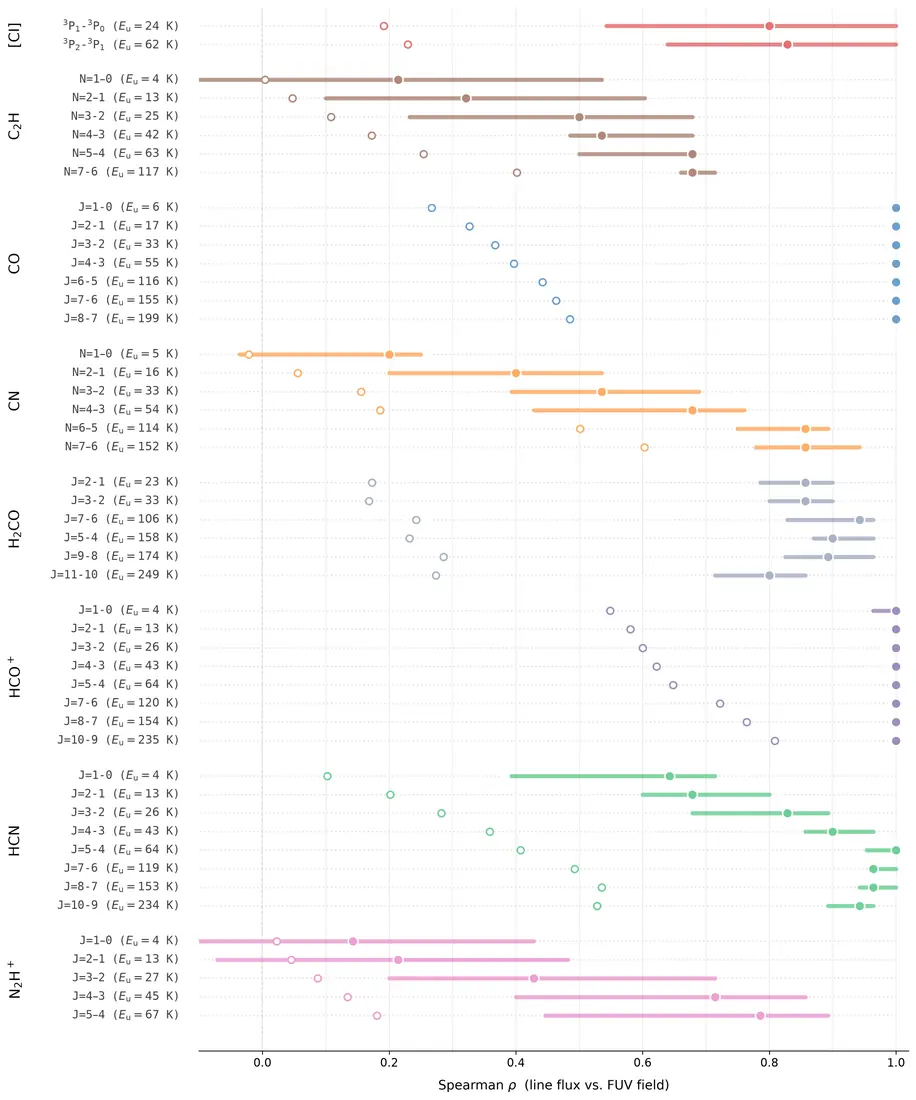 [CI]
³P₁-³P₀ (Eᵤ = 24 K)
³P₂-³P₁ (Eᵤ = 62 K)
C₂H
N=1–0 (Eᵤ = 4 K)
N=2–1 (Eᵤ = 13 K)
N=3-2 (Eᵤ = 25 K)
N=4–3 (Eᵤ = 42 K)
N=5–4 (Eᵤ = 63 K)
N=7-6 (Eᵤ = 117 K)
CO
J=1-0 (Eᵤ = 6 K)
J=2-1 (Eᵤ = 17 K)
J=3-2 (Eᵤ = 33 K)
J=4-3 (Eᵤ = 55 K)
J=6-5 (Eᵤ = 116 K)
J=7-6 (Eᵤ = 155 K)
J=8-7 (Eᵤ = 199 K)
CN
N=1–0 (Eᵤ = 5 K)
N=2–1 (Eᵤ = 16 K)
N=3–2 (Eᵤ = 33 K)
N=4–3 (Eᵤ = 54 K)
N=6–5 (Eᵤ = 114 K)
N=7–6 (Eᵤ = 152 K)
H₂CO
J=2-1 (Eᵤ = 23 K)
J=3-2 (Eᵤ = 33 K)
J=7-6 (Eᵤ = 106 K)
J=5-4 (Eᵤ = 158 K)
J=9-8 (Eᵤ = 174 K)
J=11-10 (Eᵤ = 249 K)
HCO⁺
J=1-0 (Eᵤ = 4 K)
J=2-1 (Eᵤ = 13 K)
J=3-2 (Eᵤ = 26 K)
J=4-3 (Eᵤ = 43 K)
J=5-4 (Eᵤ = 64 K)
J=7-6 (Eᵤ = 120 K)
J=8-7 (Eᵤ = 154 K)
J=10-9 (Eᵤ = 235 K)
HCN
J=1-0 (Eᵤ = 4 K)
J=2–1 (Eᵤ = 13 K)
J=3-2 (Eᵤ = 26 K)
J=4–3 (Eᵤ = 43 K)
J=5-4 (Eᵤ = 64 K)
J=7-6 (Eᵤ = 119 K)
J=8-7 (Eᵤ = 153 K)
J=10-9 (Eᵤ = 234 K)
N₂H⁺
J=1–0 (Eᵤ = 4 K)
J=2–1 (Eᵤ = 13 K)
J=3–2 (Eᵤ = 27 K)
J=4–3 (Eᵤ = 45 K)
J=5–4 (Eᵤ = 67 K)
0.0 0.2 0.4 0.6 0.8 1.0
Spearman ρ (line flux vs. FUV field)